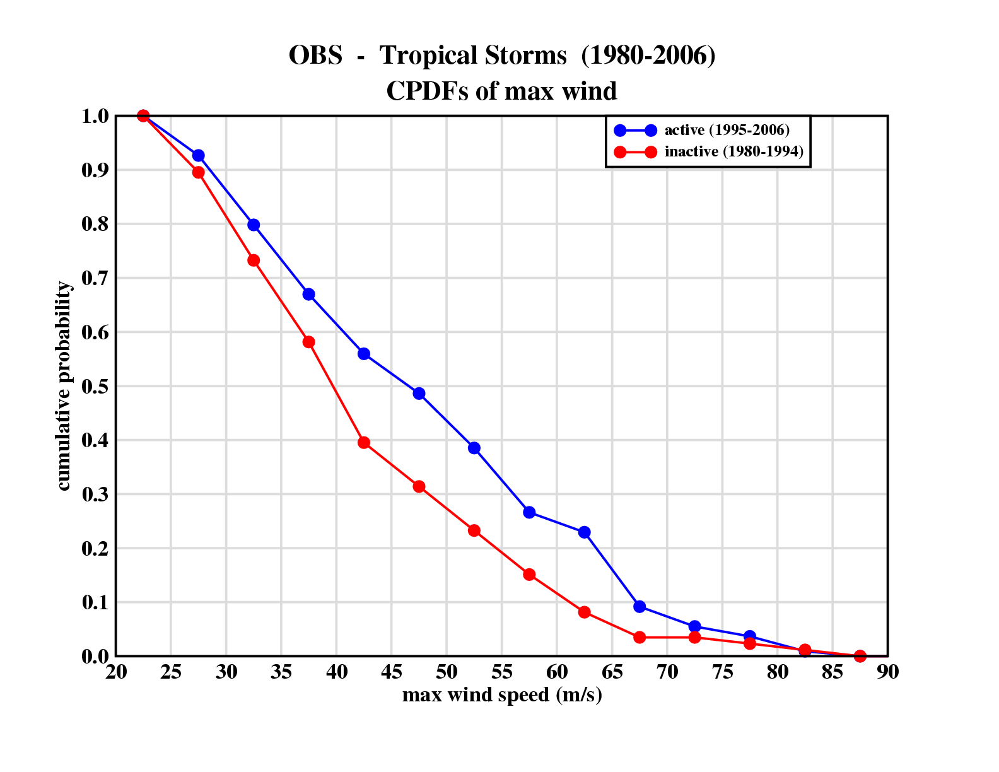 OBS - Tropical Storms (1980-2006)
CPDFs of max wind
active (1995-2006)
inactive (1980-1994)
cumulative probability
1.0
0.9
0.8
0.7
0.6
0.5
0.4
0.3
0.2
0.1
0.0
20 25 30 35 40 45 50 55 60 65 70 75 80 85 90
max wind speed (m/s)